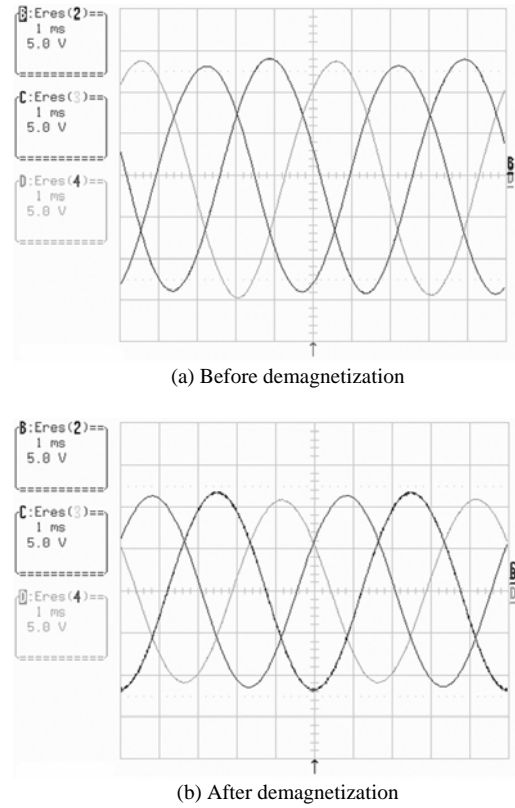 B:Eres(2)==
1 ms
5.0 V
C:Eres(3)==
1 ms
5.0 V
D:Eres(4)==
1 ms
5.0 V
(a) Before demagnetization
B:Eres(2)==
1 ms
5.0 V
C:Eres(3)==
1 ms
5.0 V
D:Eres(4)==
1 ms
5.0 V
(b) After demagnetization